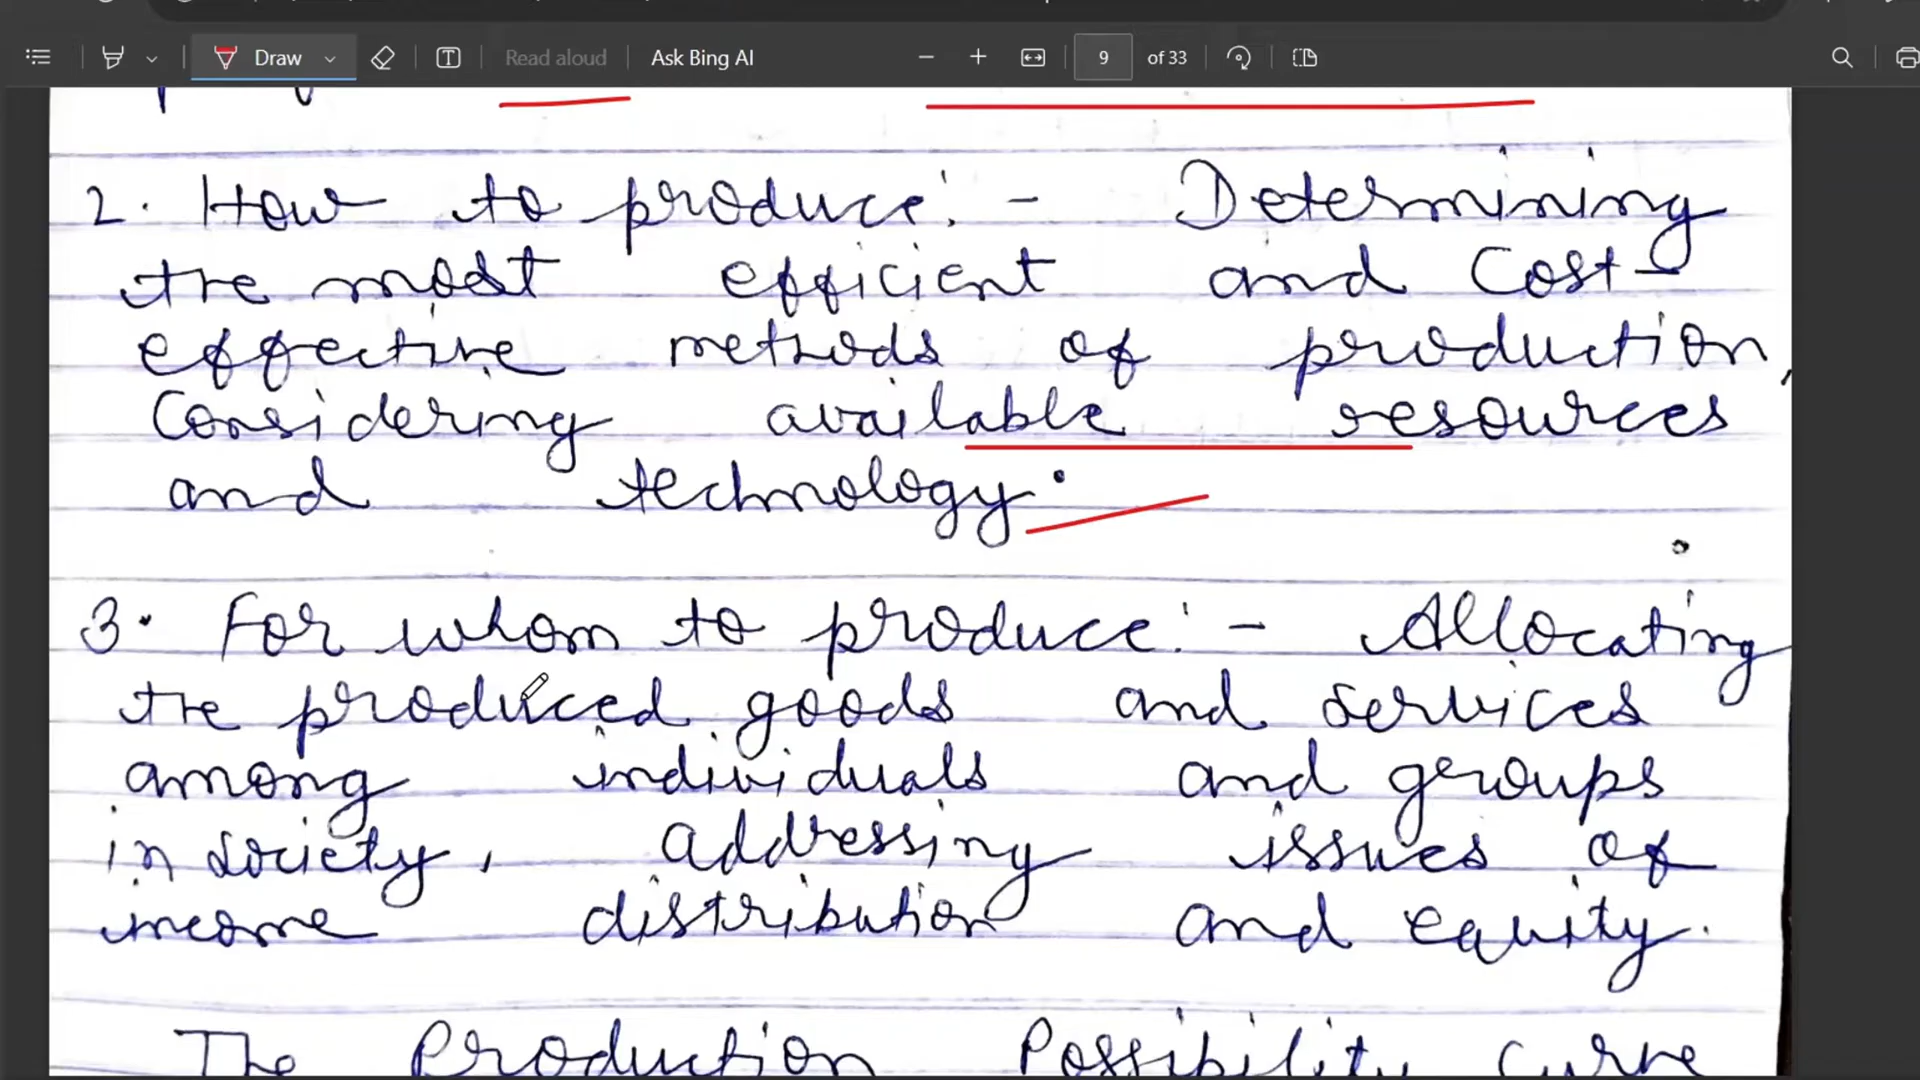 Draw
Read aloud
Ask Bing AI
9 of 33
2. How to produce: - Determining
the most efficient and Cost-
effective methods of production,
Considering available resources
and technology.
3. For whom to produce: - Allocating
the produced goods and services
among individuals and groups
in society, addressing issues of
income distribution and equity.
The Production Possibility Curve